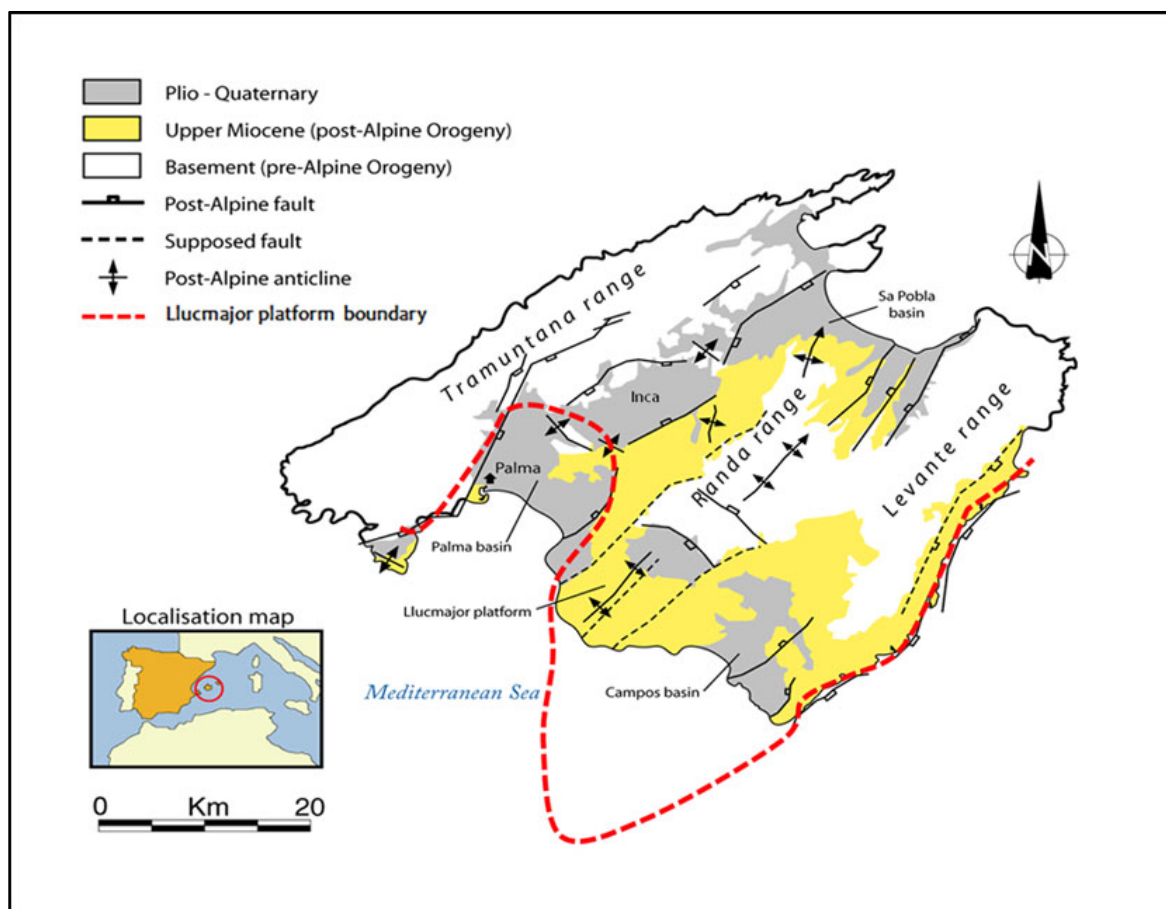 Plio - Quaternary
Upper Miocene (post-Alpine Orogeny)
Basement (pre-Alpine Orogeny)
Post-Alpine fault
Supposed fault
Post-Alpine anticline
Llucmajor platform boundary
N
Tramuntana range
Sa Pobla
basin
Inca
Randa range
Levante range
Palma
Palma basin
Llucmajor platform
Campos basin
Mediterranean Sea
Localisation map
0 Km 20